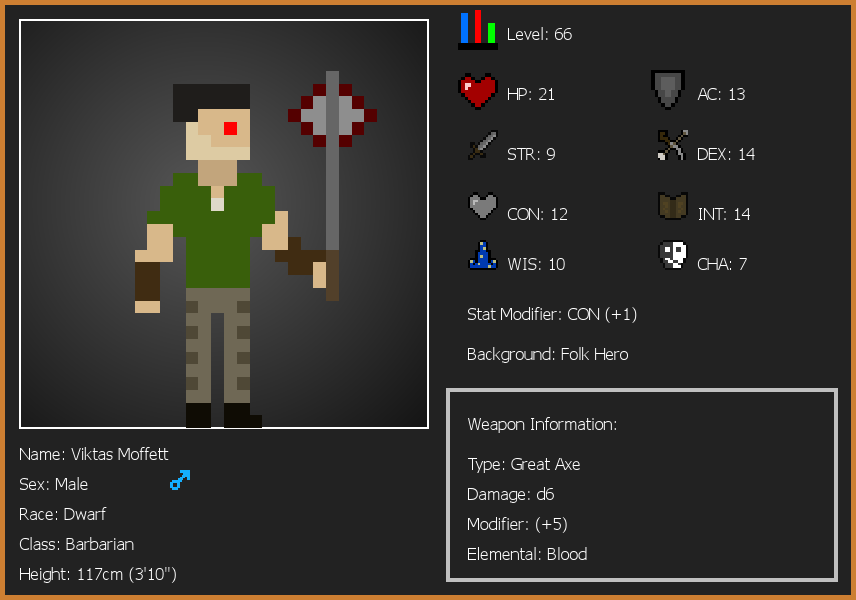 Level: 66
HP: 21
AC: 13
STR: 9
DEX: 14
CON: 12
INT: 14
WIS: 10
CHA: 7
Stat Modifier: CON (+1)
Background: Folk Hero
Weapon Information:
Type: Great Axe
Damage: d6
Modifier: (+5)
Elemental: Blood
Name: Viktas Moffett
Sex: Male
Race: Dwarf
Class: Barbarian
Height: 117cm (3'10")